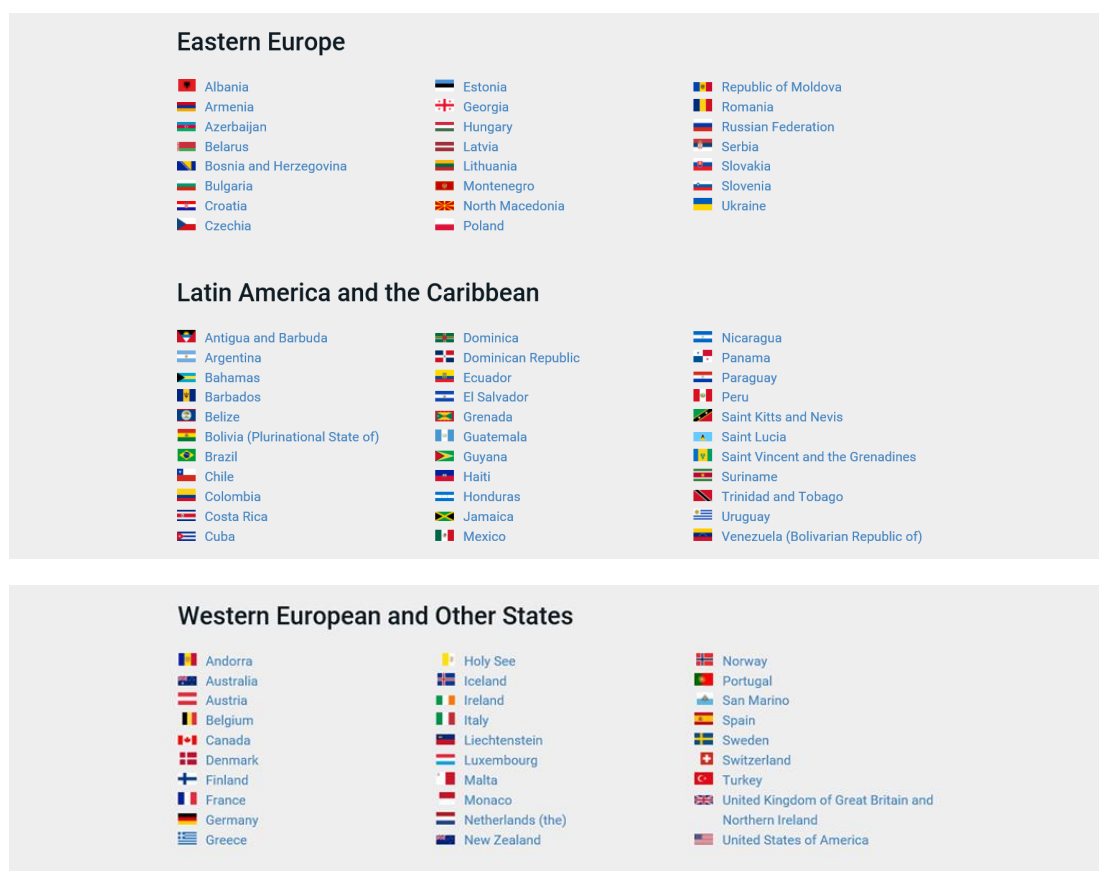 Eastern Europe
Albania
Armenia
Azerbaijan
Belarus
Bosnia and Herzegovina
Bulgaria
Croatia
Czechia
Estonia
Georgia
Hungary
Latvia
Lithuania
Montenegro
North Macedonia
Poland
Republic of Moldova
Romania
Russian Federation
Serbia
Slovakia
Slovenia
Ukraine
Latin America and the Caribbean
Antigua and Barbuda
Argentina
Bahamas
Barbados
Belize
Bolivia (Plurinational State of)
Brazil
Chile
Colombia
Costa Rica
Cuba
Dominica
Dominican Republic
Ecuador
El Salvador
Grenada
Guatemala
Guyana
Haiti
Honduras
Jamaica
Mexico
Nicaragua
Panama
Paraguay
Peru
Saint Kitts and Nevis
Saint Lucia
Saint Vincent and the Grenadines
Suriname
Trinidad and Tobago
Uruguay
Venezuela (Bolivarian Republic of)
Western European and Other States
Andorra
Australia
Austria
Belgium
Canada
Denmark
Finland
France
Germany
Greece
Holy See
Iceland
Ireland
Italy
Liechtenstein
Luxembourg
Malta
Monaco
Netherlands (the)
New Zealand
Norway
Portugal
San Marino
Spain
Sweden
Switzerland
Turkey
United Kingdom of Great Britain and
Northern Ireland
United States of America